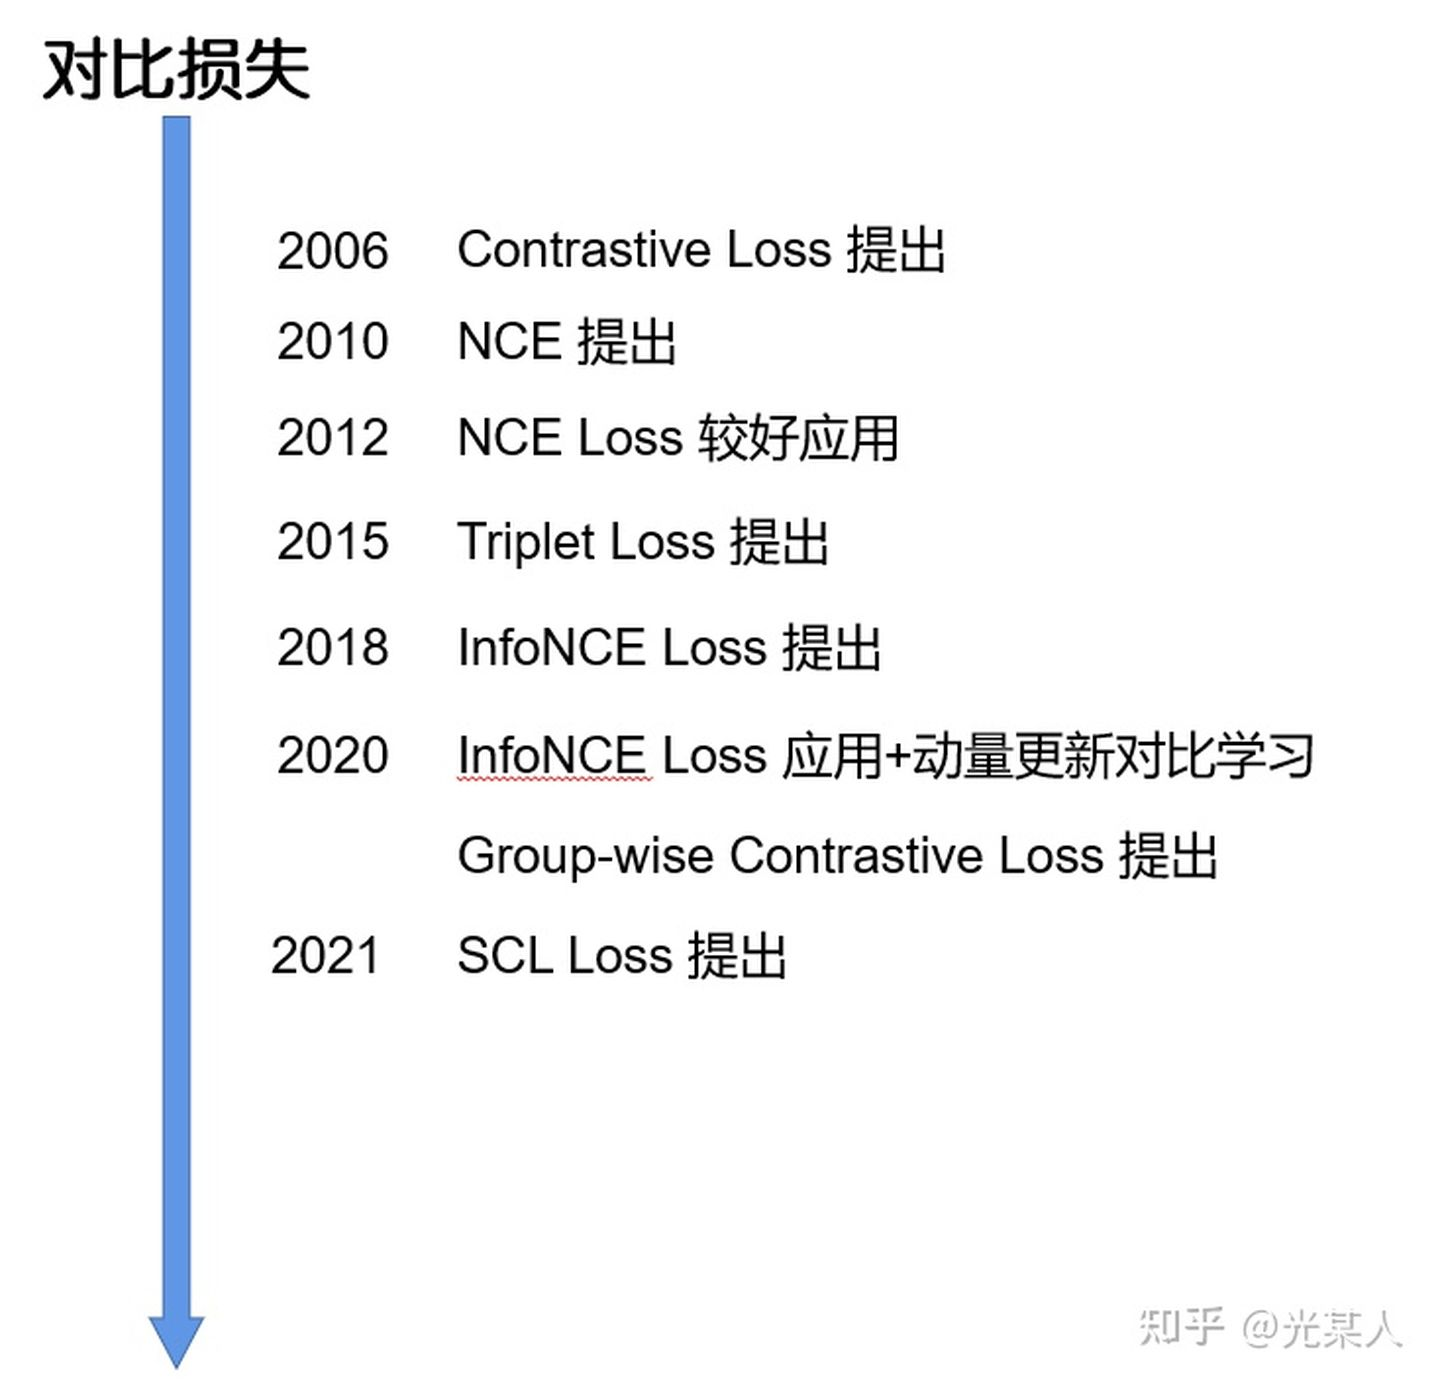 对比损失
2006 Contrastive Loss 提出
2010 NCE 提出
2012 NCE Loss 较好应用
2015 Triplet Loss 提出
2018 InfoNCE Loss 提出
2020 InfoNCE Loss 应用+动量更新对比学习
Group-wise Contrastive Loss 提出
2021 SCL Loss 提出
知乎 @光某人